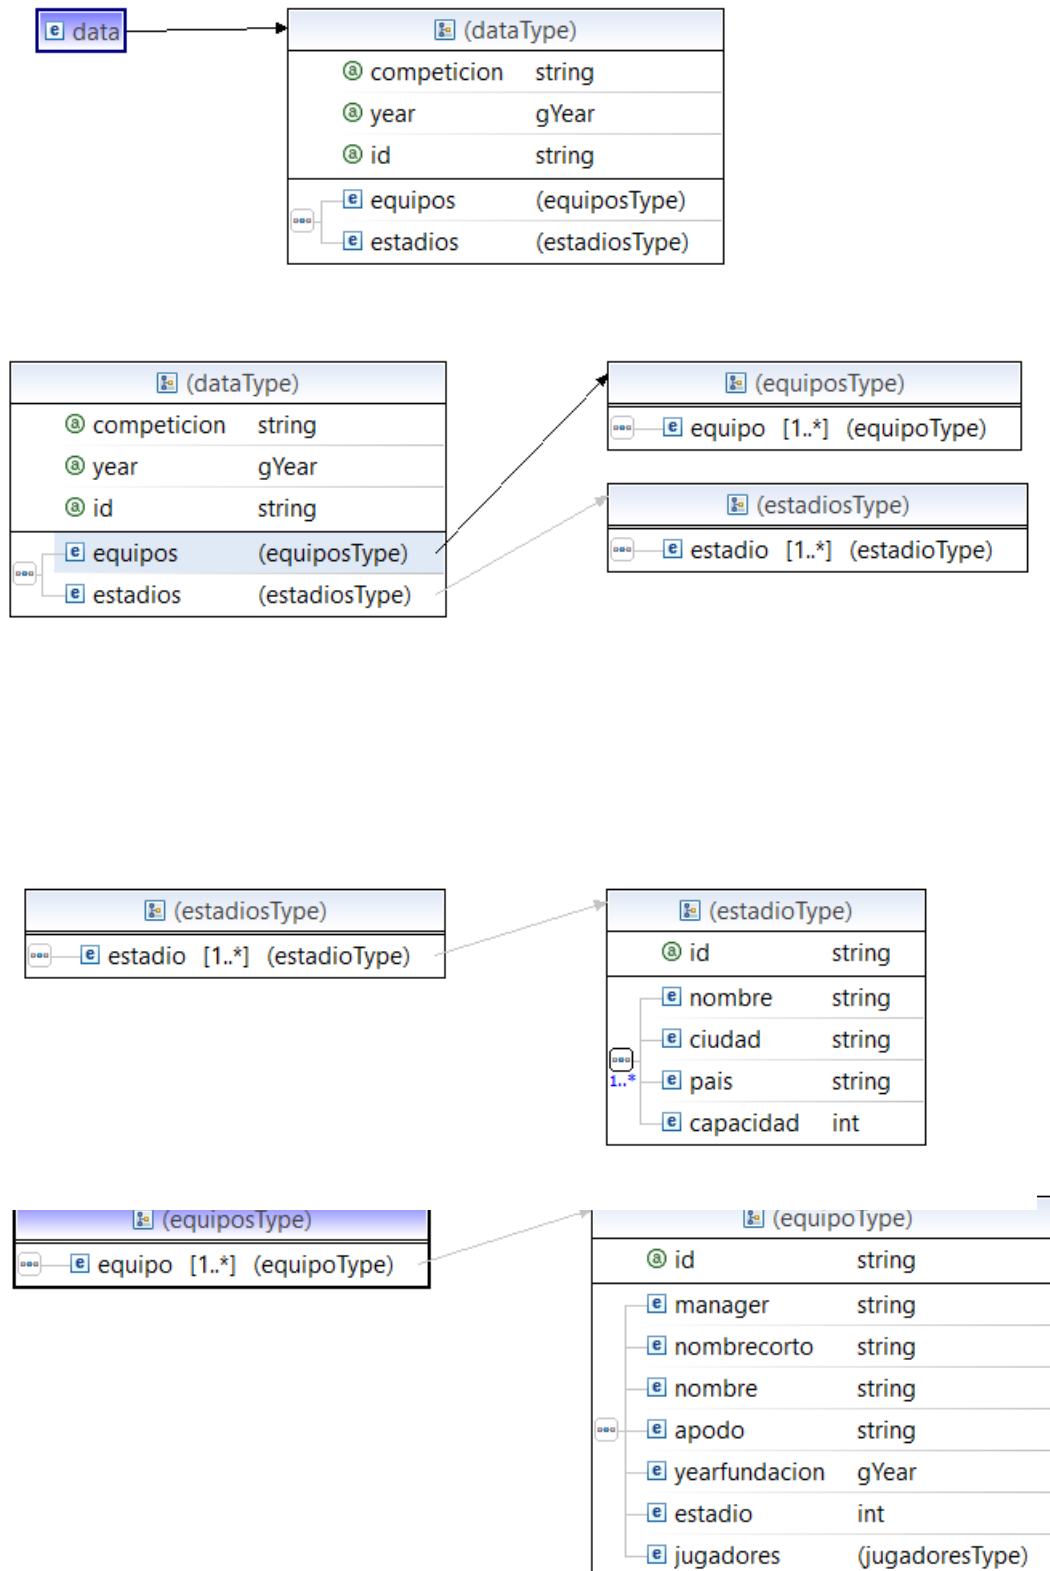 e data
(dataType)
a competicion string
a year gYear
a id string
e equipos (equiposType)
e estadios (estadiosType)
(dataType)
a competicion string
a year gYear
a id string
e equipos (equiposType)
e estadios (estadiosType)
(equiposType)
e equipo [1..*] (equipoType)
(estadiosType)
e estadio [1..*] (estadioType)
(estadiosType)
e estadio [1..*] (estadioType)
(estadioType)
a id string
e nombre string
e ciudad string
1..*
e pais string
e capacidad int
(equiposType)
e equipo [1..*] (equipoType)
(equipoType)
a id string
e manager string
e nombrecorto string
e nombre string
e apodo string
e yearfundacion gYear
e estadio int
e jugadores (jugadoresType)